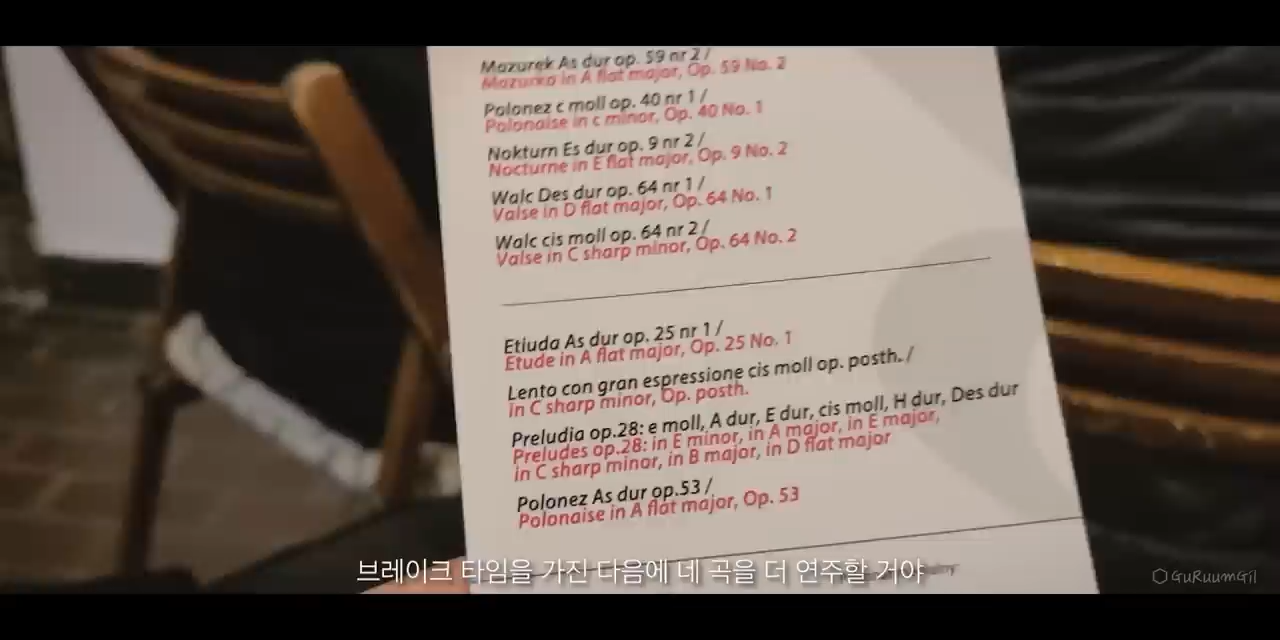 Mazurek As dur op. 59 nr 2 /
Mazurka in A flat major, Op. 59 No. 2
Polonez c moll op. 40 nr 1 /
Polonaise in c minor, Op. 40 No. 1
Nokturn Es dur op. 9 nr 2 /
Nocturne in E flat major, Op. 9 No. 2
Walc Des dur op. 64 nr 1 /
Valse in D flat major, Op. 64 No. 1
Walc cis moll op. 64 nr 2 /
Valse in C sharp minor, Op. 64 No. 2
Etiuda As dur op. 25 nr 1 /
Etude in A flat major, Op. 25 No. 1
Lento con gran espressione cis moll op. posth. /
in C sharp minor, Op. posth.
Preludia op.28: e moll, A dur, E dur, cis moll, H dur, Des dur
Preludes op.28: in E minor, in A major, in E major,
in C sharp minor, in B major, in D flat major
Polonez As dur op.53 /
Polonaise in A flat major, Op. 53
브레이크 타임을 가진 다음에 네 곡을 더 연주할 거야
GuRuumGil